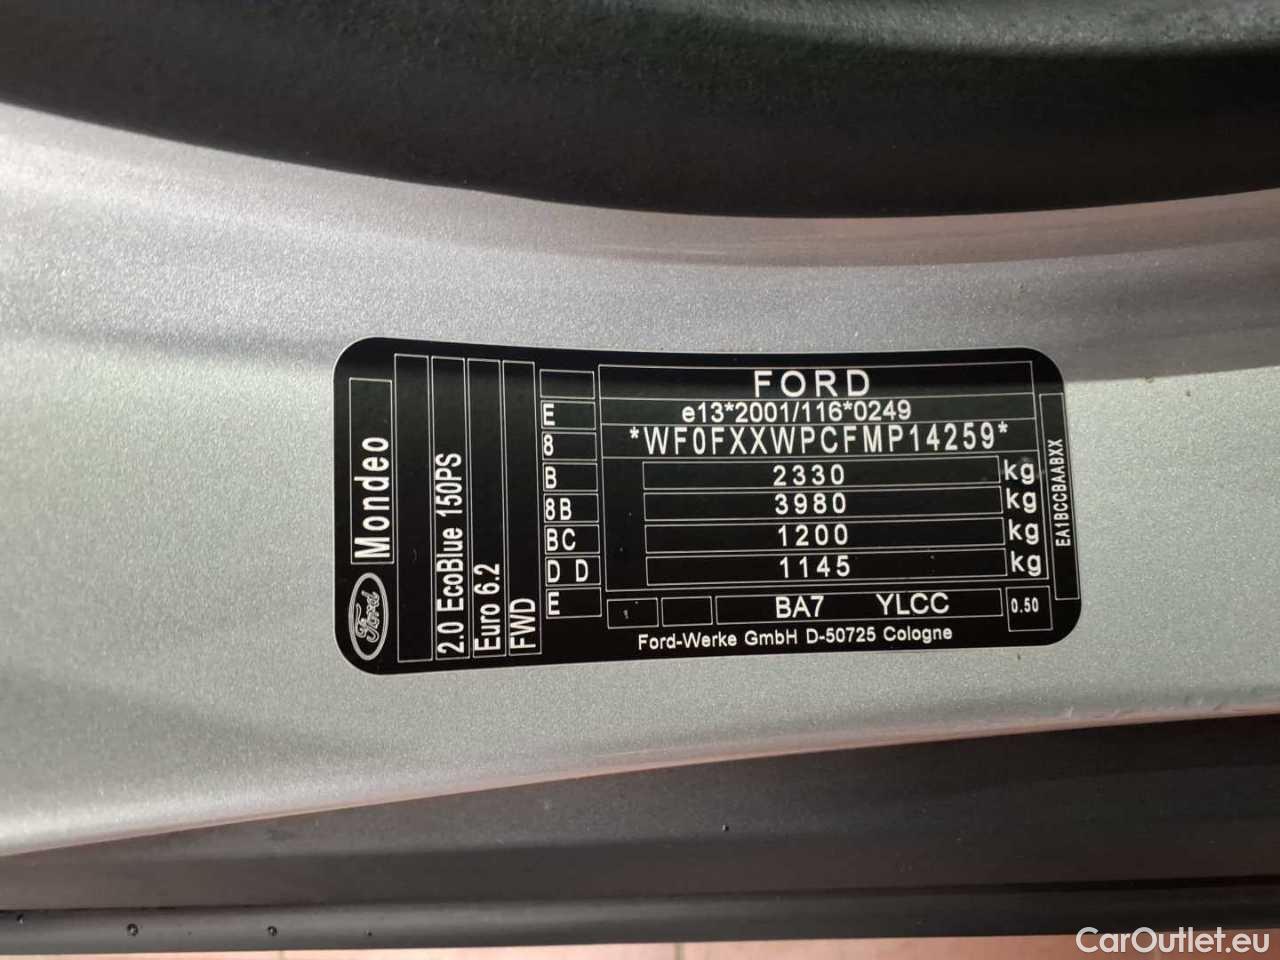 FORD
e13*2001/116*0249
*WF0FXXWPCFMP14259*
2330 kg
3980 kg
1200 kg
1145 kg
BA7 YLCC
0.50
Ford-Werke GmbH D-50725 Cologne
EA1BCCBAABXX
E
8
B
8B
BC
D D
E
Mondeo
Ford
2.0 EcoBlue 150PS
Euro 6.2
FWD
CarOutlet.eu